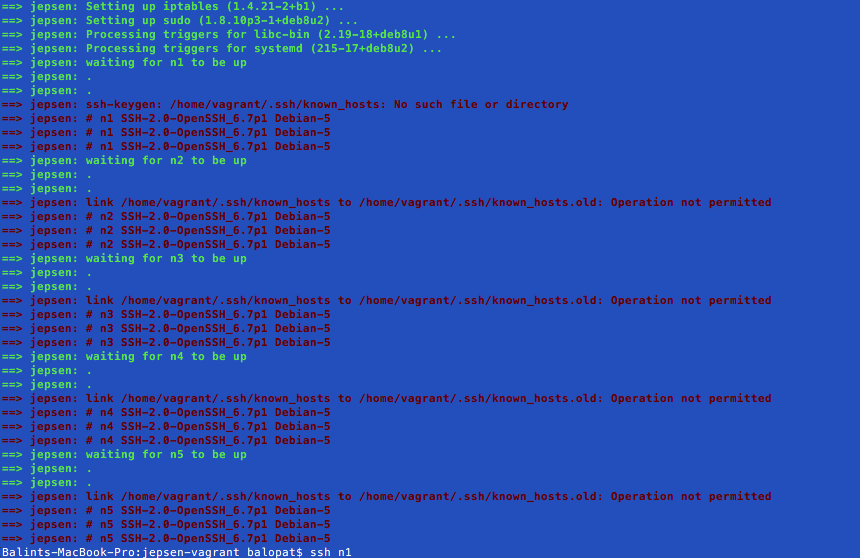 ==> jepsen: Setting up iptables (1.4.21-2+b1) ...
==> jepsen: Setting up sudo (1.8.10p3-1+deb8u2) ...
==> jepsen: Processing triggers for libc-bin (2.19-18+deb8u1) ...
==> jepsen: Processing triggers for systemd (215-17+deb8u2) ...
==> jepsen: waiting for n1 to be up
==> jepsen: .
==> jepsen: .
==> jepsen: ssh-keygen: /home/vagrant/.ssh/known_hosts: No such file or directory
==> jepsen: # n1 SSH-2.0-OpenSSH_6.7p1 Debian-5
==> jepsen: # n1 SSH-2.0-OpenSSH_6.7p1 Debian-5
==> jepsen: # n1 SSH-2.0-OpenSSH_6.7p1 Debian-5
==> jepsen: waiting for n2 to be up
==> jepsen: .
==> jepsen: .
==> jepsen: link /home/vagrant/.ssh/known_hosts to /home/vagrant/.ssh/known_hosts.old: Operation not permitted
==> jepsen: # n2 SSH-2.0-OpenSSH_6.7p1 Debian-5
==> jepsen: # n2 SSH-2.0-OpenSSH_6.7p1 Debian-5
==> jepsen: # n2 SSH-2.0-OpenSSH_6.7p1 Debian-5
==> jepsen: waiting for n3 to be up
==> jepsen: .
==> jepsen: .
==> jepsen: link /home/vagrant/.ssh/known_hosts to /home/vagrant/.ssh/known_hosts.old: Operation not permitted
==> jepsen: # n3 SSH-2.0-OpenSSH_6.7p1 Debian-5
==> jepsen: # n3 SSH-2.0-OpenSSH_6.7p1 Debian-5
==> jepsen: # n3 SSH-2.0-OpenSSH_6.7p1 Debian-5
==> jepsen: waiting for n4 to be up
==> jepsen: .
==> jepsen: .
==> jepsen: link /home/vagrant/.ssh/known_hosts to /home/vagrant/.ssh/known_hosts.old: Operation not permitted
==> jepsen: # n4 SSH-2.0-OpenSSH_6.7p1 Debian-5
==> jepsen: # n4 SSH-2.0-OpenSSH_6.7p1 Debian-5
==> jepsen: # n4 SSH-2.0-OpenSSH_6.7p1 Debian-5
==> jepsen: waiting for n5 to be up
==> jepsen: .
==> jepsen: .
==> jepsen: link /home/vagrant/.ssh/known_hosts to /home/vagrant/.ssh/known_hosts.old: Operation not permitted
==> jepsen: # n5 SSH-2.0-OpenSSH_6.7p1 Debian-5
==> jepsen: # n5 SSH-2.0-OpenSSH_6.7p1 Debian-5
==> jepsen: # n5 SSH-2.0-OpenSSH_6.7p1 Debian-5
Balints-MacBook-Pro:jepsen-vagrant balopat$ ssh n1